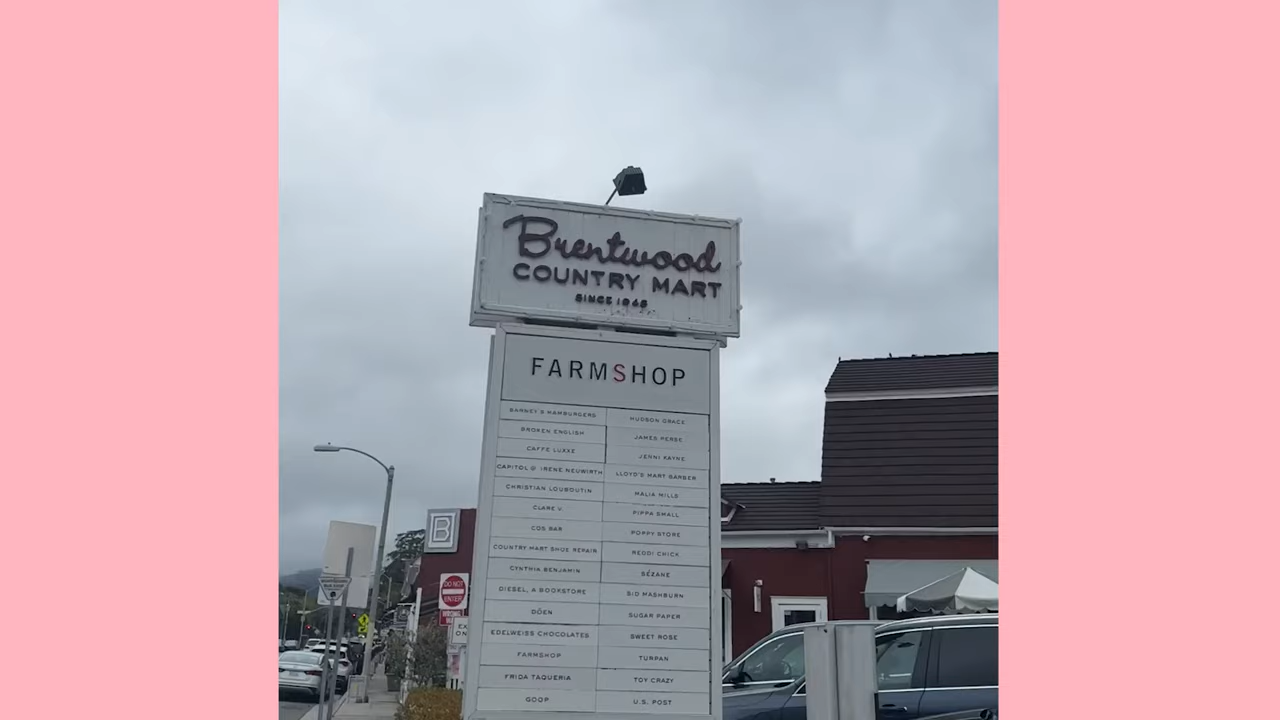 Brentwood
COUNTRY MART
SINCE 1948
FARMSHOP
BARNEY'S HAMBURGERS
BROKEN ENGLISH
CAFFE LUXXE
CAPITOL @ IRENE NEUWIRTH
CHRISTIAN LOUBOUTIN
CLARE V.
COS BAR
COUNTRY MART SHOE REPAIR
CYNTHIA BENJAMIN
DIESEL, A BOOKSTORE
DÔEN
EDELWEISS CHOCOLATES
FARMSHOP
FRIDA TAQUERIA
GOOP
HUDSON GRACE
JAMES PERSE
JENNI KAYNE
LLOYD'S MART BARBER
MALIA MILLS
PIPPA SMALL
POPPY STORE
REDDI CHICK
SÉZANE
SID MASHBURN
SUGAR PAPER
SWEET ROSE
TURPAN
TOY CRAZY
U.S. POST
B
DO NOT
ENTER